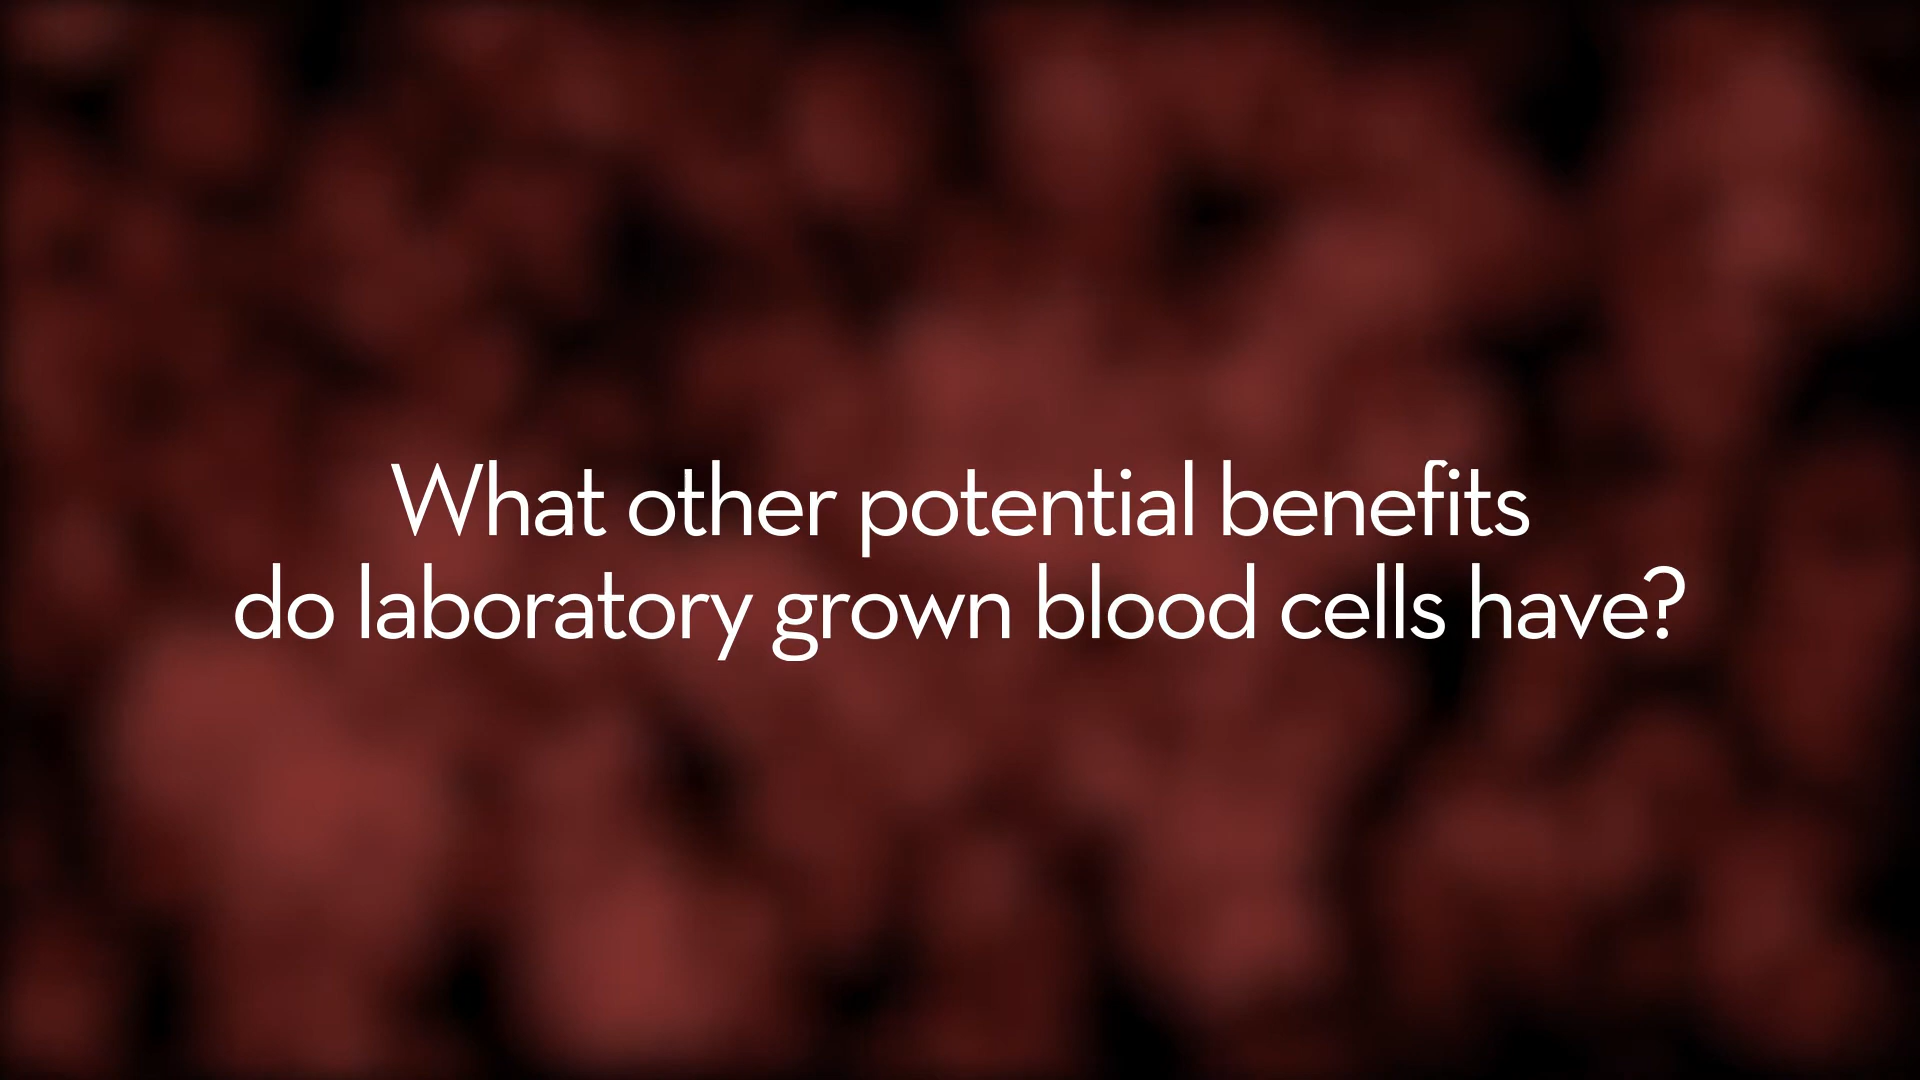 What other potential benefits
do laboratory grown blood cells have?